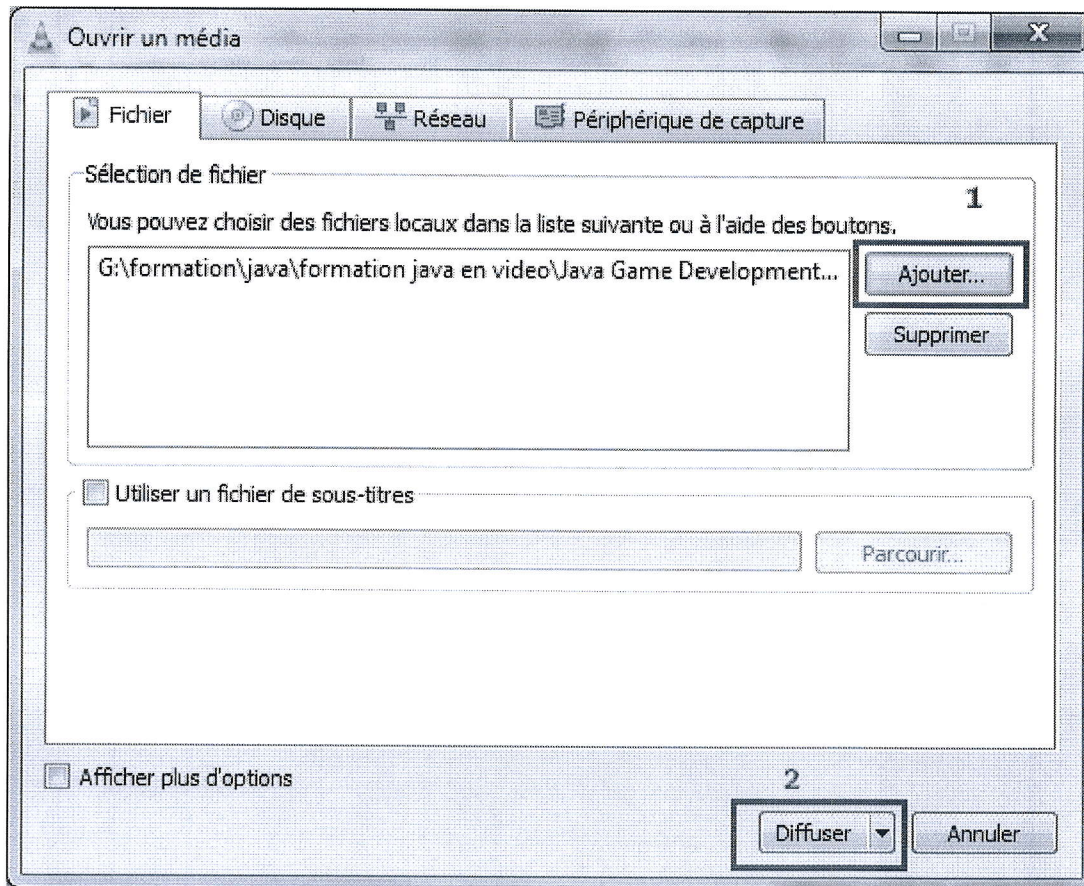 Ouvrir un média
Fichier
Disque
Réseau
Périphérique de capture
Sélection de fichier
1
Vous pouvez choisir des fichiers locaux dans la liste suivante ou à l'aide des boutons.
G:\formation\java\formation java en video\Java Game Development...
Ajouter...
Supprimer
Utiliser un fichier de sous-titres
Parcourir...
Afficher plus d'options
2
Diffuser
Annuler